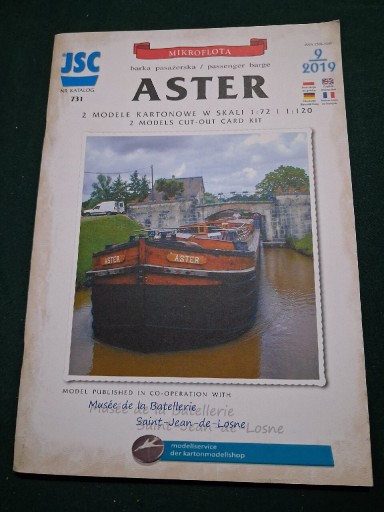 MIKROFLOTA
JSC
NR KATALOG.
731
barka pasażerska / passenger barge
9
2019
ASTER
2 MODELE KARTONOWE W SKALI 1:72 I 1:120
2 MODELS CUT-OUT CARD KIT
ASTER
ASTER
MODEL PUBLISHED IN CO-OPERATION WITH
Musée de la Batellerie
Saint-Jean-de-Losne
modellservice
der kartonmodellshop